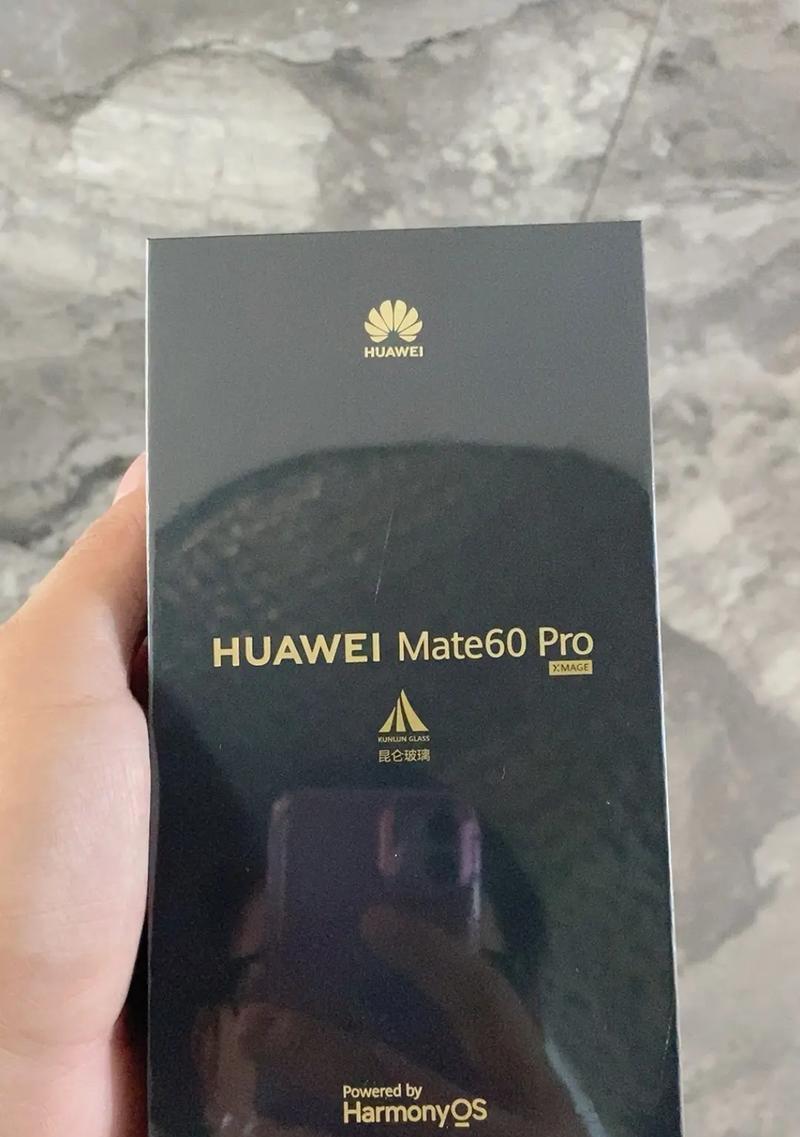 HUAWEI
HUAWEI Mate60 Pro
XMAGE
KUNLUN GLASS
昆仑玻璃
Powered by
HarmonyOS